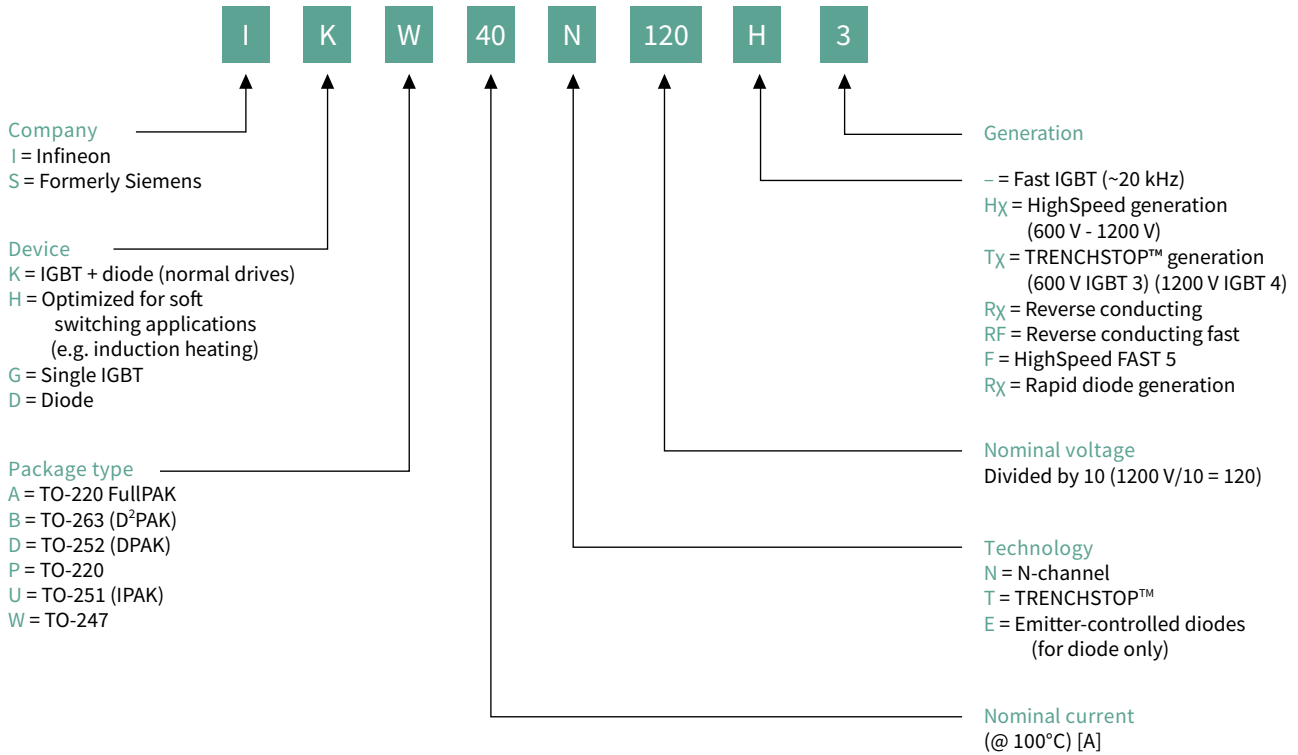 I K W 40 N 120 H 3
Company
I = Infineon
S = Formerly Siemens
Device
K = IGBT + diode (normal drives)
H = Optimized for soft
switching applications
(e.g. induction heating)
G = Single IGBT
D = Diode
Package type
A = TO-220 FullPAK
B = TO-263 (D²PAK)
D = TO-252 (DPAK)
P = TO-220
U = TO-251 (IPAK)
W = TO-247
Generation
– = Fast IGBT (~20 kHz)
Hχ = HighSpeed generation
(600 V - 1200 V)
Tχ = TRENCHSTOP™ generation
(600 V IGBT 3) (1200 V IGBT 4)
Rχ = Reverse conducting
RF = Reverse conducting fast
F = HighSpeed FAST 5
Rχ = Rapid diode generation
Nominal voltage
Divided by 10 (1200 V/10 = 120)
Technology
N = N-channel
T = TRENCHSTOP™
E = Emitter-controlled diodes
(for diode only)
Nominal current
(@ 100°C) [A]